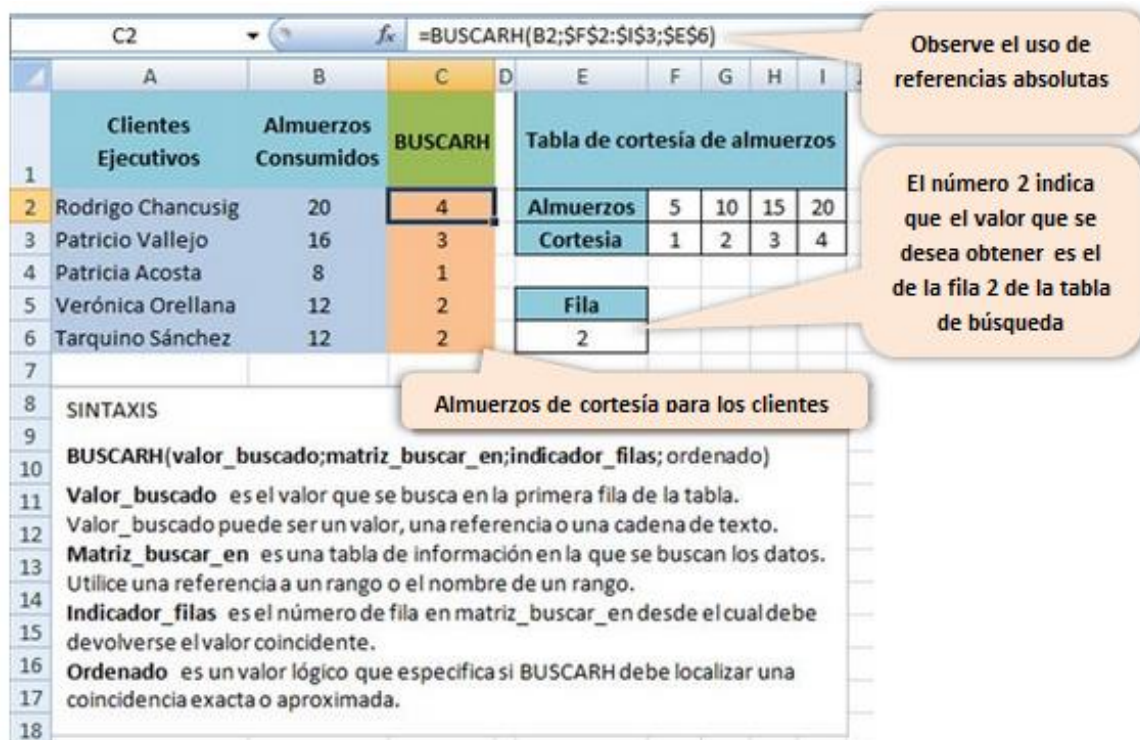 C2 fx =BUSCARH(B2;$F$2:$I$3;$E$6)
Observe el uso de
referencias absolutas
A B C D E F G H I
1 Clientes Ejecutivos Almuerzos Consumidos BUSCARH Tabla de cortesía de almuerzos
2 Rodrigo Chancusig 20 4 Almuerzos 5 10 15 20
3 Patricio Vallejo 16 3 Cortesia 1 2 3 4
4 Patricia Acosta 8 1
5 Verónica Orellana 12 2 Fila
6 Tarquino Sánchez 12 2 2
El número 2 indica
que el valor que se
desea obtener es el
de la fila 2 de la tabla
de búsqueda
7
Almuerzos de cortesía para los clientes
8 SINTAXIS
9
10 BUSCARH(valor_buscado;matriz_buscar_en;indicador_filas; ordenado)
11 Valor_buscado es el valor que se busca en la primera fila de la tabla.
12 Valor_buscado puede ser un valor, una referencia o una cadena de texto.
13 Matriz_buscar_en es una tabla de información en la que se buscan los datos.
Utilice una referencia a un rango o el nombre de un rango.
14 Indicador_filas es el número de fila en matriz_buscar_en desde el cual debe
15 devolverse el valor coincidente.
16 Ordenado es un valor lógico que especifica si BUSCARH debe localizar una
17 coincidencia exacta o aproximada.
18